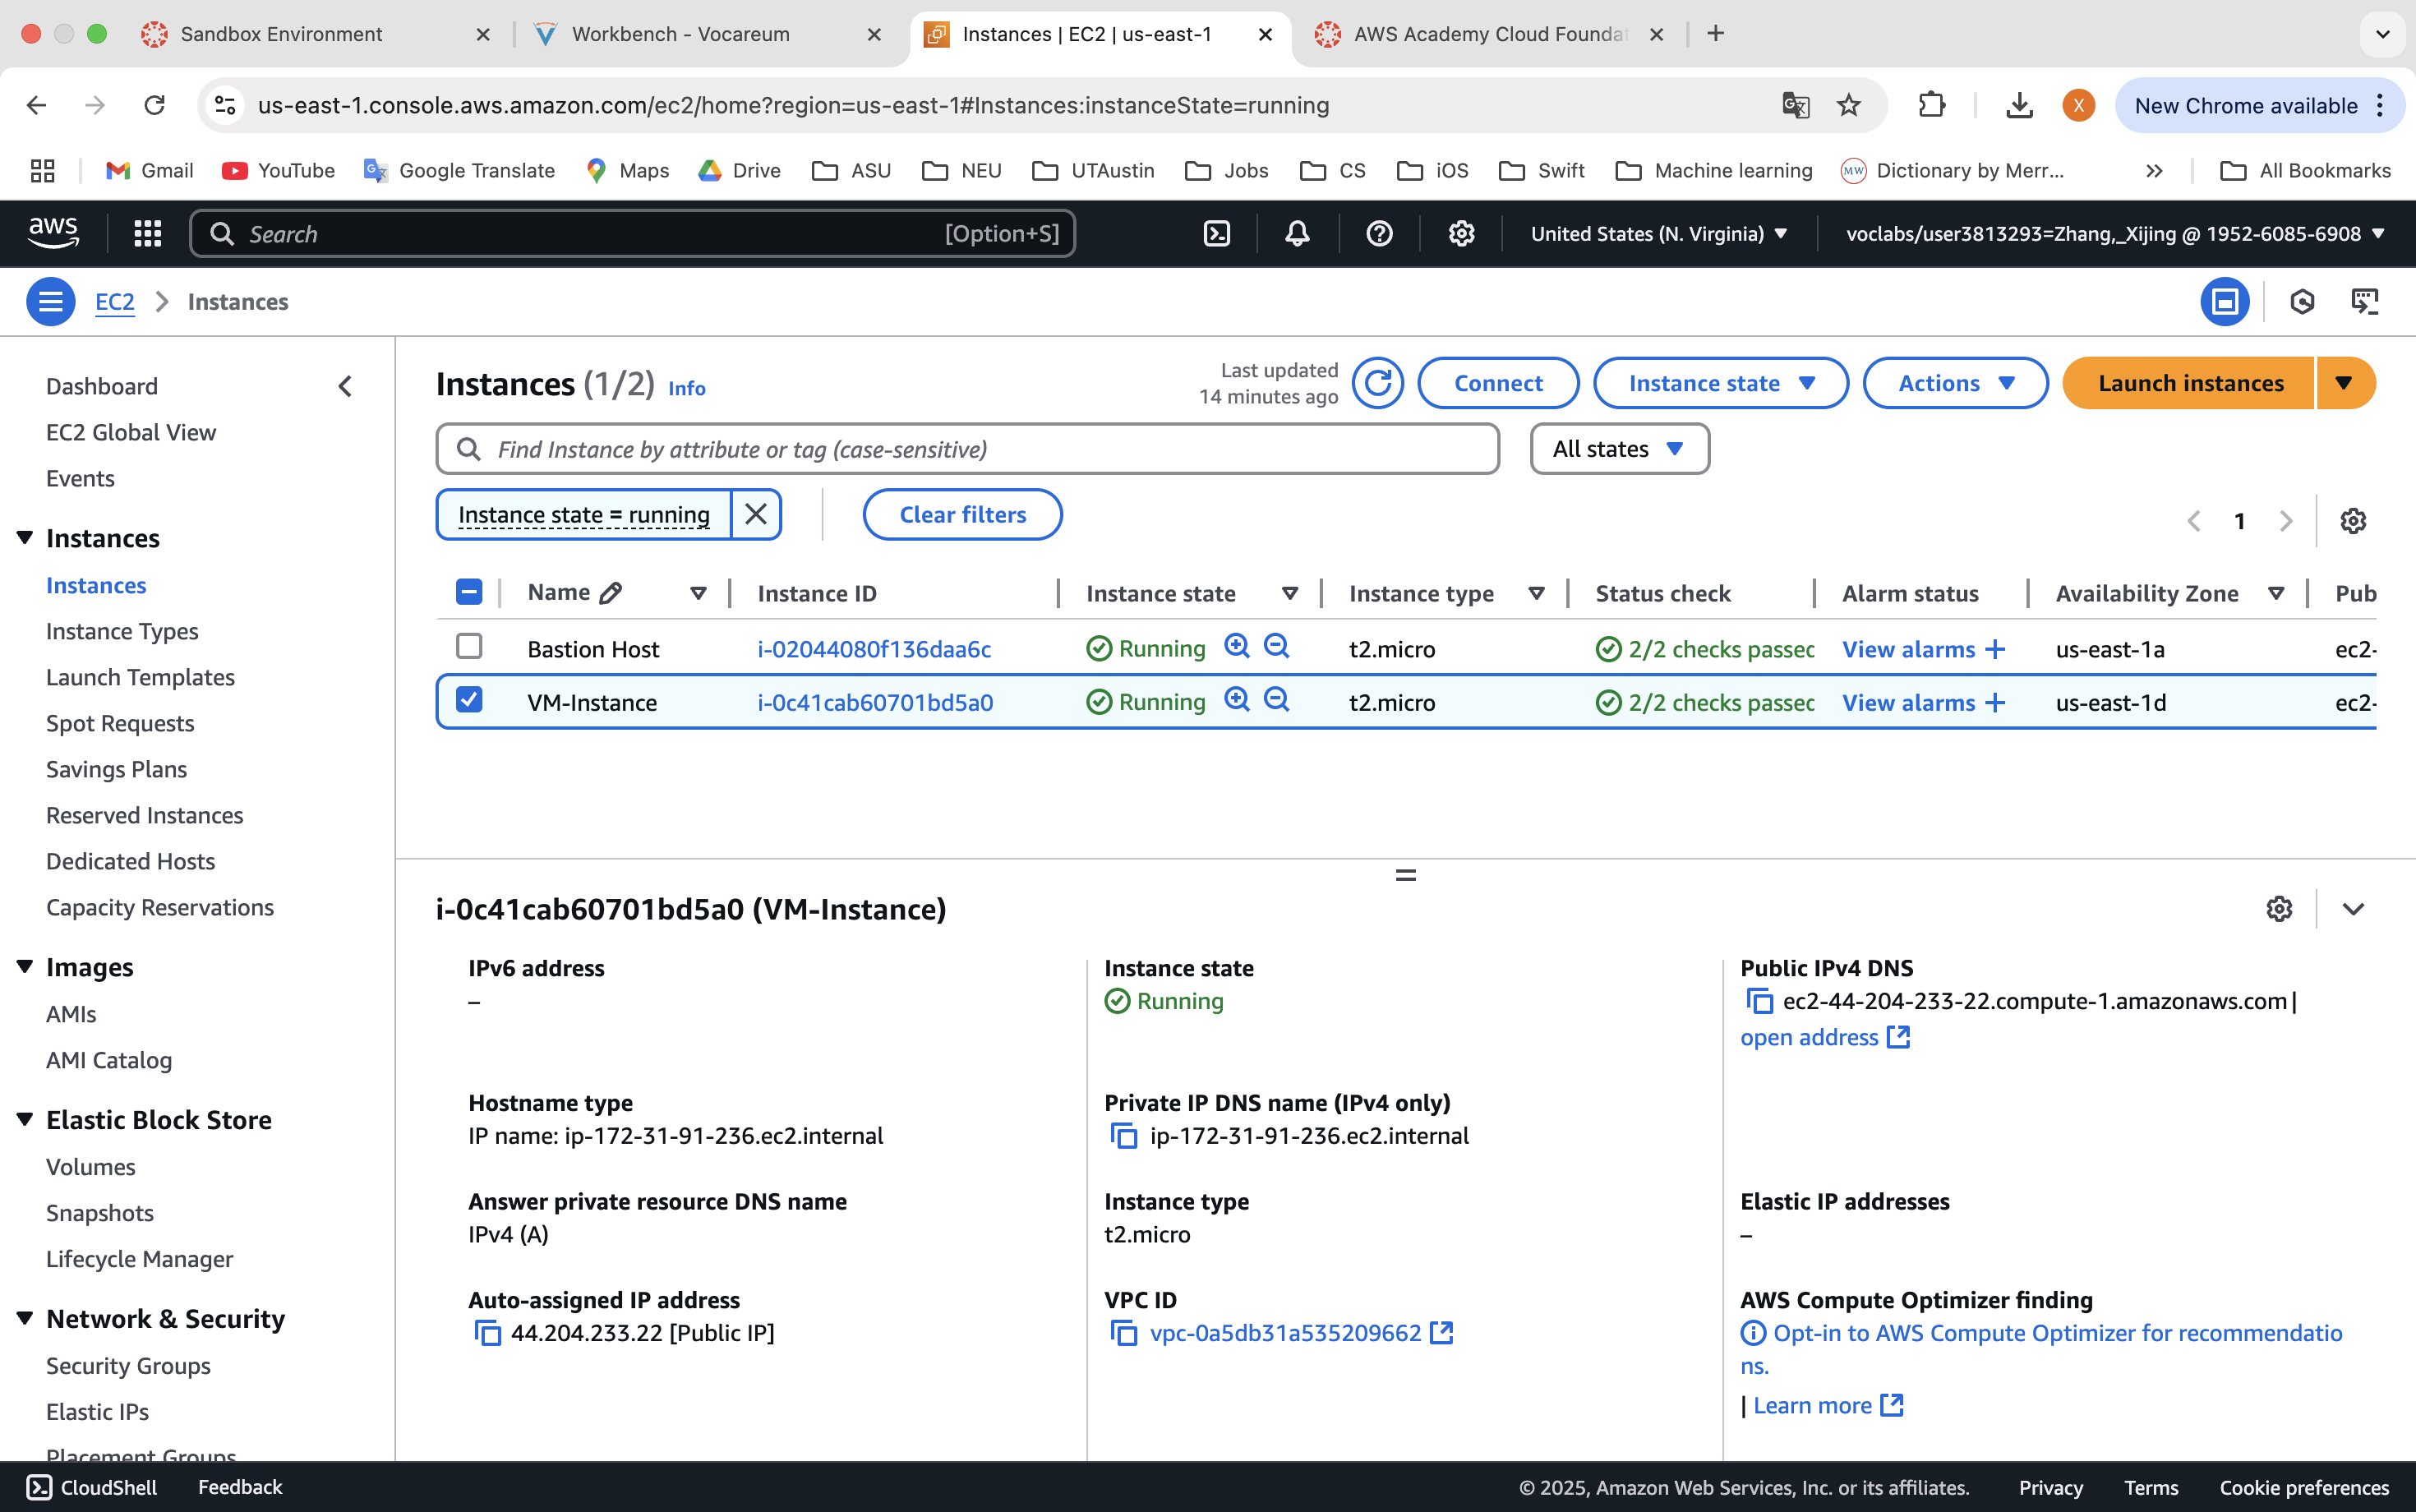 Sandbox Environment
Workbench - Vocareum
Instances | EC2 | us-east-1
AWS Academy Cloud Foundat
us-east-1.console.aws.amazon.com/ec2/home?region=us-east-1#Instances:instanceState=running
X
New Chrome available
Gmail
YouTube
Google Translate
Maps
Drive
ASU
NEU
UTAustin
Jobs
CS
iOS
Swift
Machine learning
MW
Dictionary by Merr...
All Bookmarks
aws
Search
[Option+S]
United States (N. Virginia)
voclabs/user3813293=Zhang,_Xijing @ 1952-6085-6908
EC2
Instances
Dashboard
EC2 Global View
Events
Instances
Instances
Instance Types
Launch Templates
Spot Requests
Savings Plans
Reserved Instances
Dedicated Hosts
Capacity Reservations
Images
AMIs
AMI Catalog
Elastic Block Store
Volumes
Snapshots
Lifecycle Manager
Network & Security
Security Groups
Elastic IPs
Placement Groups
Instances (1/2) Info
Last updated
14 minutes ago
Connect
Instance state
Actions
Launch instances
Find Instance by attribute or tag (case-sensitive)
All states
Instance state = running
Clear filters
1
Name Instance ID Instance state Instance type Status check Alarm status Availability Zone Pub
Bastion Host i-02044080f136daa6c Running t2.micro 2/2 checks passec View alarms + us-east-1a ec2-
VM-Instance i-0c41cab60701bd5a0 Running t2.micro 2/2 checks passec View alarms + us-east-1d ec2-
i-0c41cab60701bd5a0 (VM-Instance)
IPv6 address
–
Instance state
Running
Public IPv4 DNS
ec2-44-204-233-22.compute-1.amazonaws.com |
open address
Hostname type
IP name: ip-172-31-91-236.ec2.internal
Private IP DNS name (IPv4 only)
ip-172-31-91-236.ec2.internal
Answer private resource DNS name
IPv4 (A)
Instance type
t2.micro
Elastic IP addresses
–
Auto-assigned IP address
44.204.233.22 [Public IP]
VPC ID
vpc-0a5db31a535209662
AWS Compute Optimizer finding
Opt-in to AWS Compute Optimizer for recommendatio
ns.
| Learn more
CloudShell
Feedback
© 2025, Amazon Web Services, Inc. or its affiliates.
Privacy
Terms
Cookie preferences